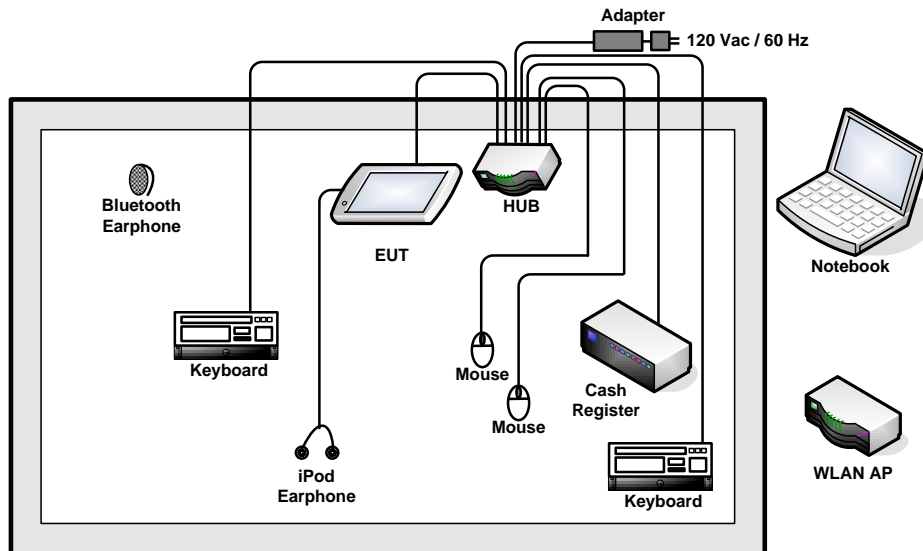 Adapter
120 Vac / 60 Hz
Bluetooth
Earphone
HUB
EUT
Notebook
Keyboard
Mouse
Cash
Register
Mouse
iPod
Earphone
Keyboard
WLAN AP